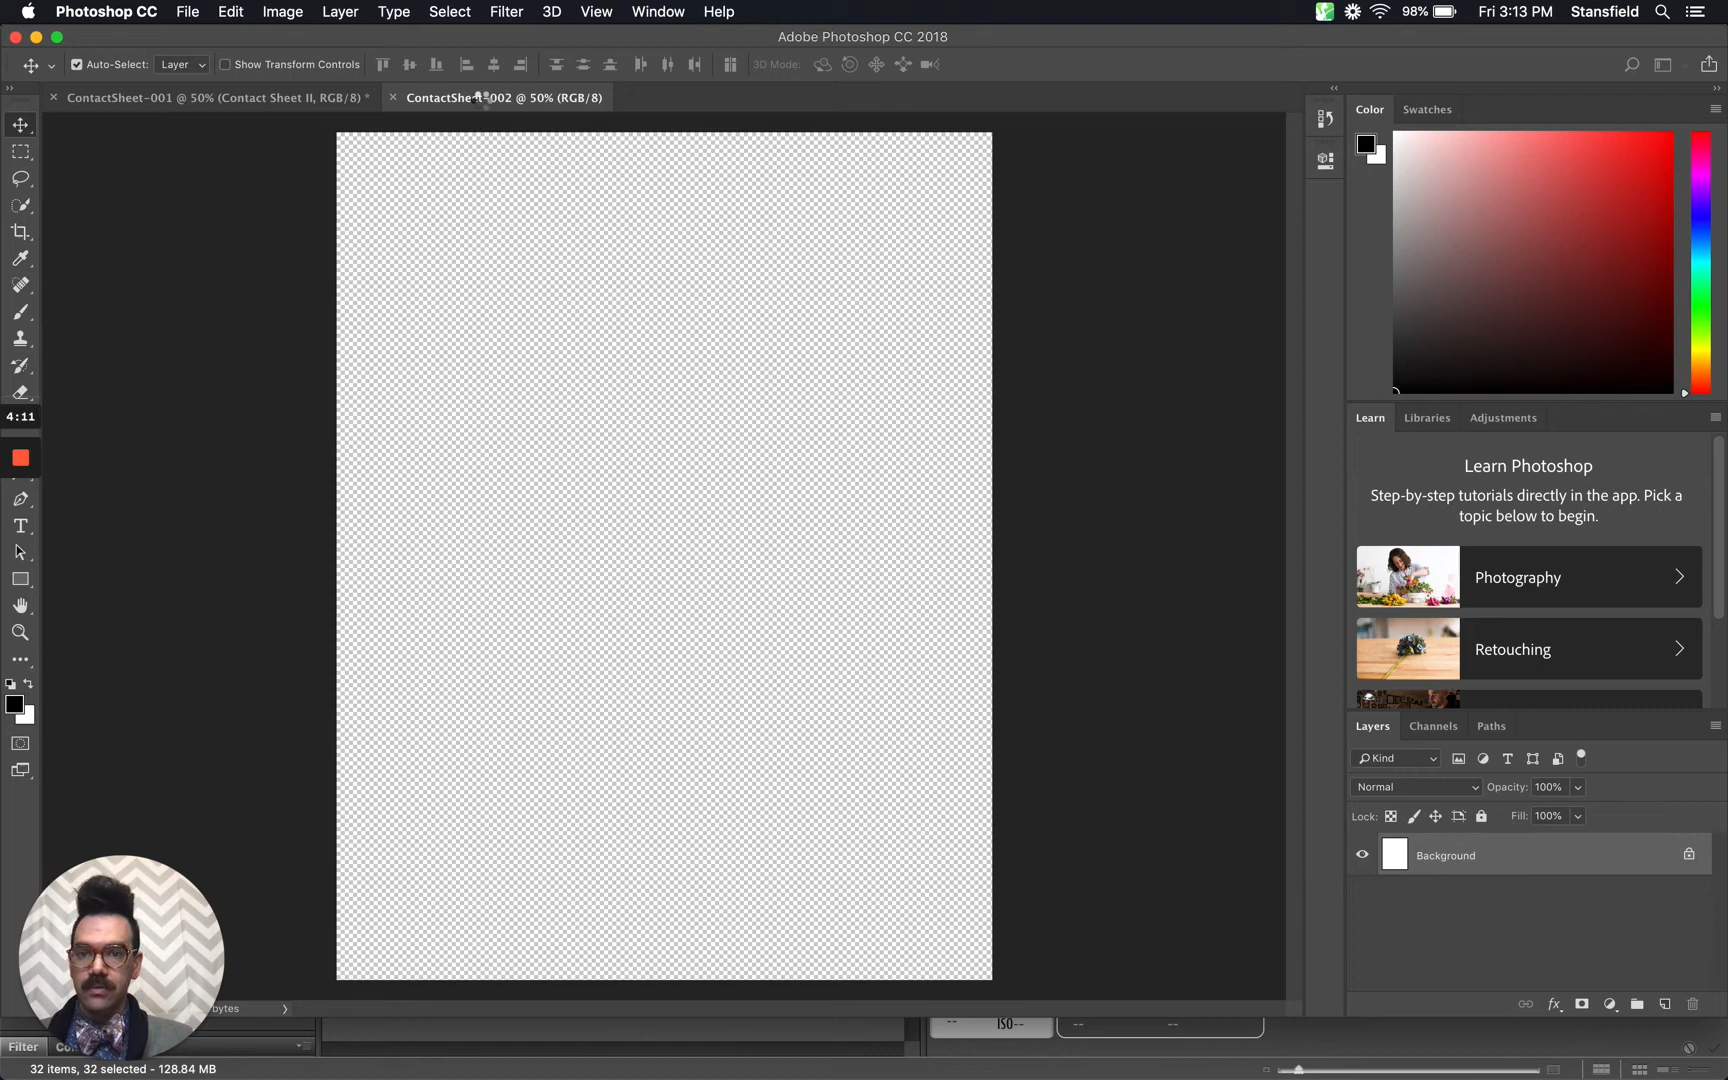 Photoshop CC File Edit Image Layer Type Select Filter 3D View Window Help 98% Fri 3:13 PM Stansfield
Adobe Photoshop CC 2018
Auto-Select: Layer Show Transform Controls 3D Mode:
ContactSheet-001 @ 50% (Contact Sheet II, RGB/8) * 
ContactSheet-002 @ 50% (RGB/8)
Color Swatches
4:11
Learn Libraries Adjustments
Learn Photoshop
Step-by-step tutorials directly in the app. Pick a
topic below to begin.
Photography
Retouching
Layers Channels Paths
Kind
Normal Opacity: 100%
Lock: Fill: 100%
Background
bytes
-- ISO-- -- --
Filter
32 items, 32 selected - 128.84 MB